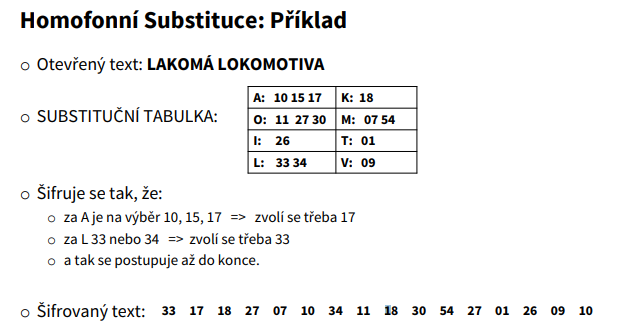 Homofonní Substituce: Příklad
○ Otevřený text: LAKOMÁ LOKOMOTIVA
A: 10 15 17 K: 18
○ SUBSTITUČNÍ TABULKA: O: 11 27 30 M: 07 54
I: 26 T: 01
L: 33 34 V: 09
○ Šifruje se tak, že:
○ za A je na výběr 10, 15, 17 => zvolí se třeba 17
○ za L 33 nebo 34 => zvolí se třeba 33
○ a tak se postupuje až do konce.
○ Šifrovaný text: 33 17 18 27 07 10 34 11 18 30 54 27 01 26 09 10